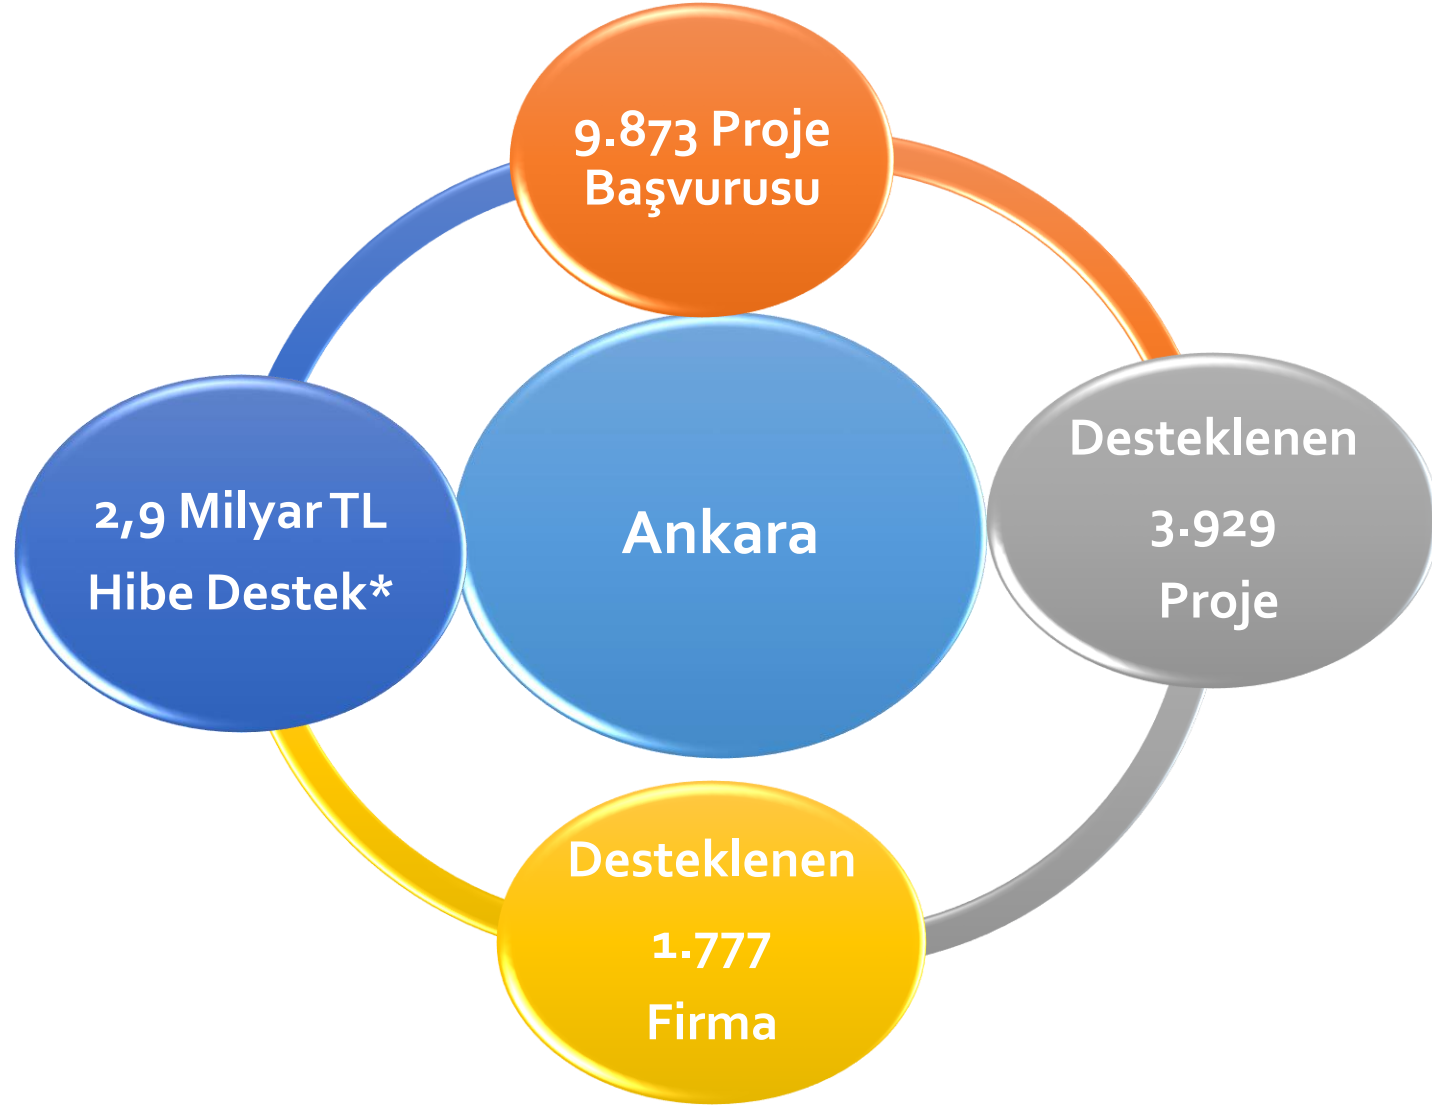 9.873 Proje
Başvurusu
Desteklenen
3.929
Proje
2,9 Milyar TL
Hibe Destek*
Ankara
Desteklenen
1.777
Firma